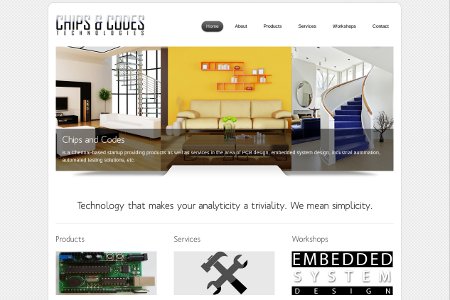 CHIPS & CODES
TECHNOLOGIES
Home About Products Services Workshops Contact
Chips and Codes
is a Chennai-based startup providing products as well as services in the area of PCB design, embedded system design, industrial automation,
automated testing solutions, etc.
Technology that makes your analyticity a triviality. We mean simplicity.
Products Services Workshops
EMBEDDED
SYSTEM
DESIGN